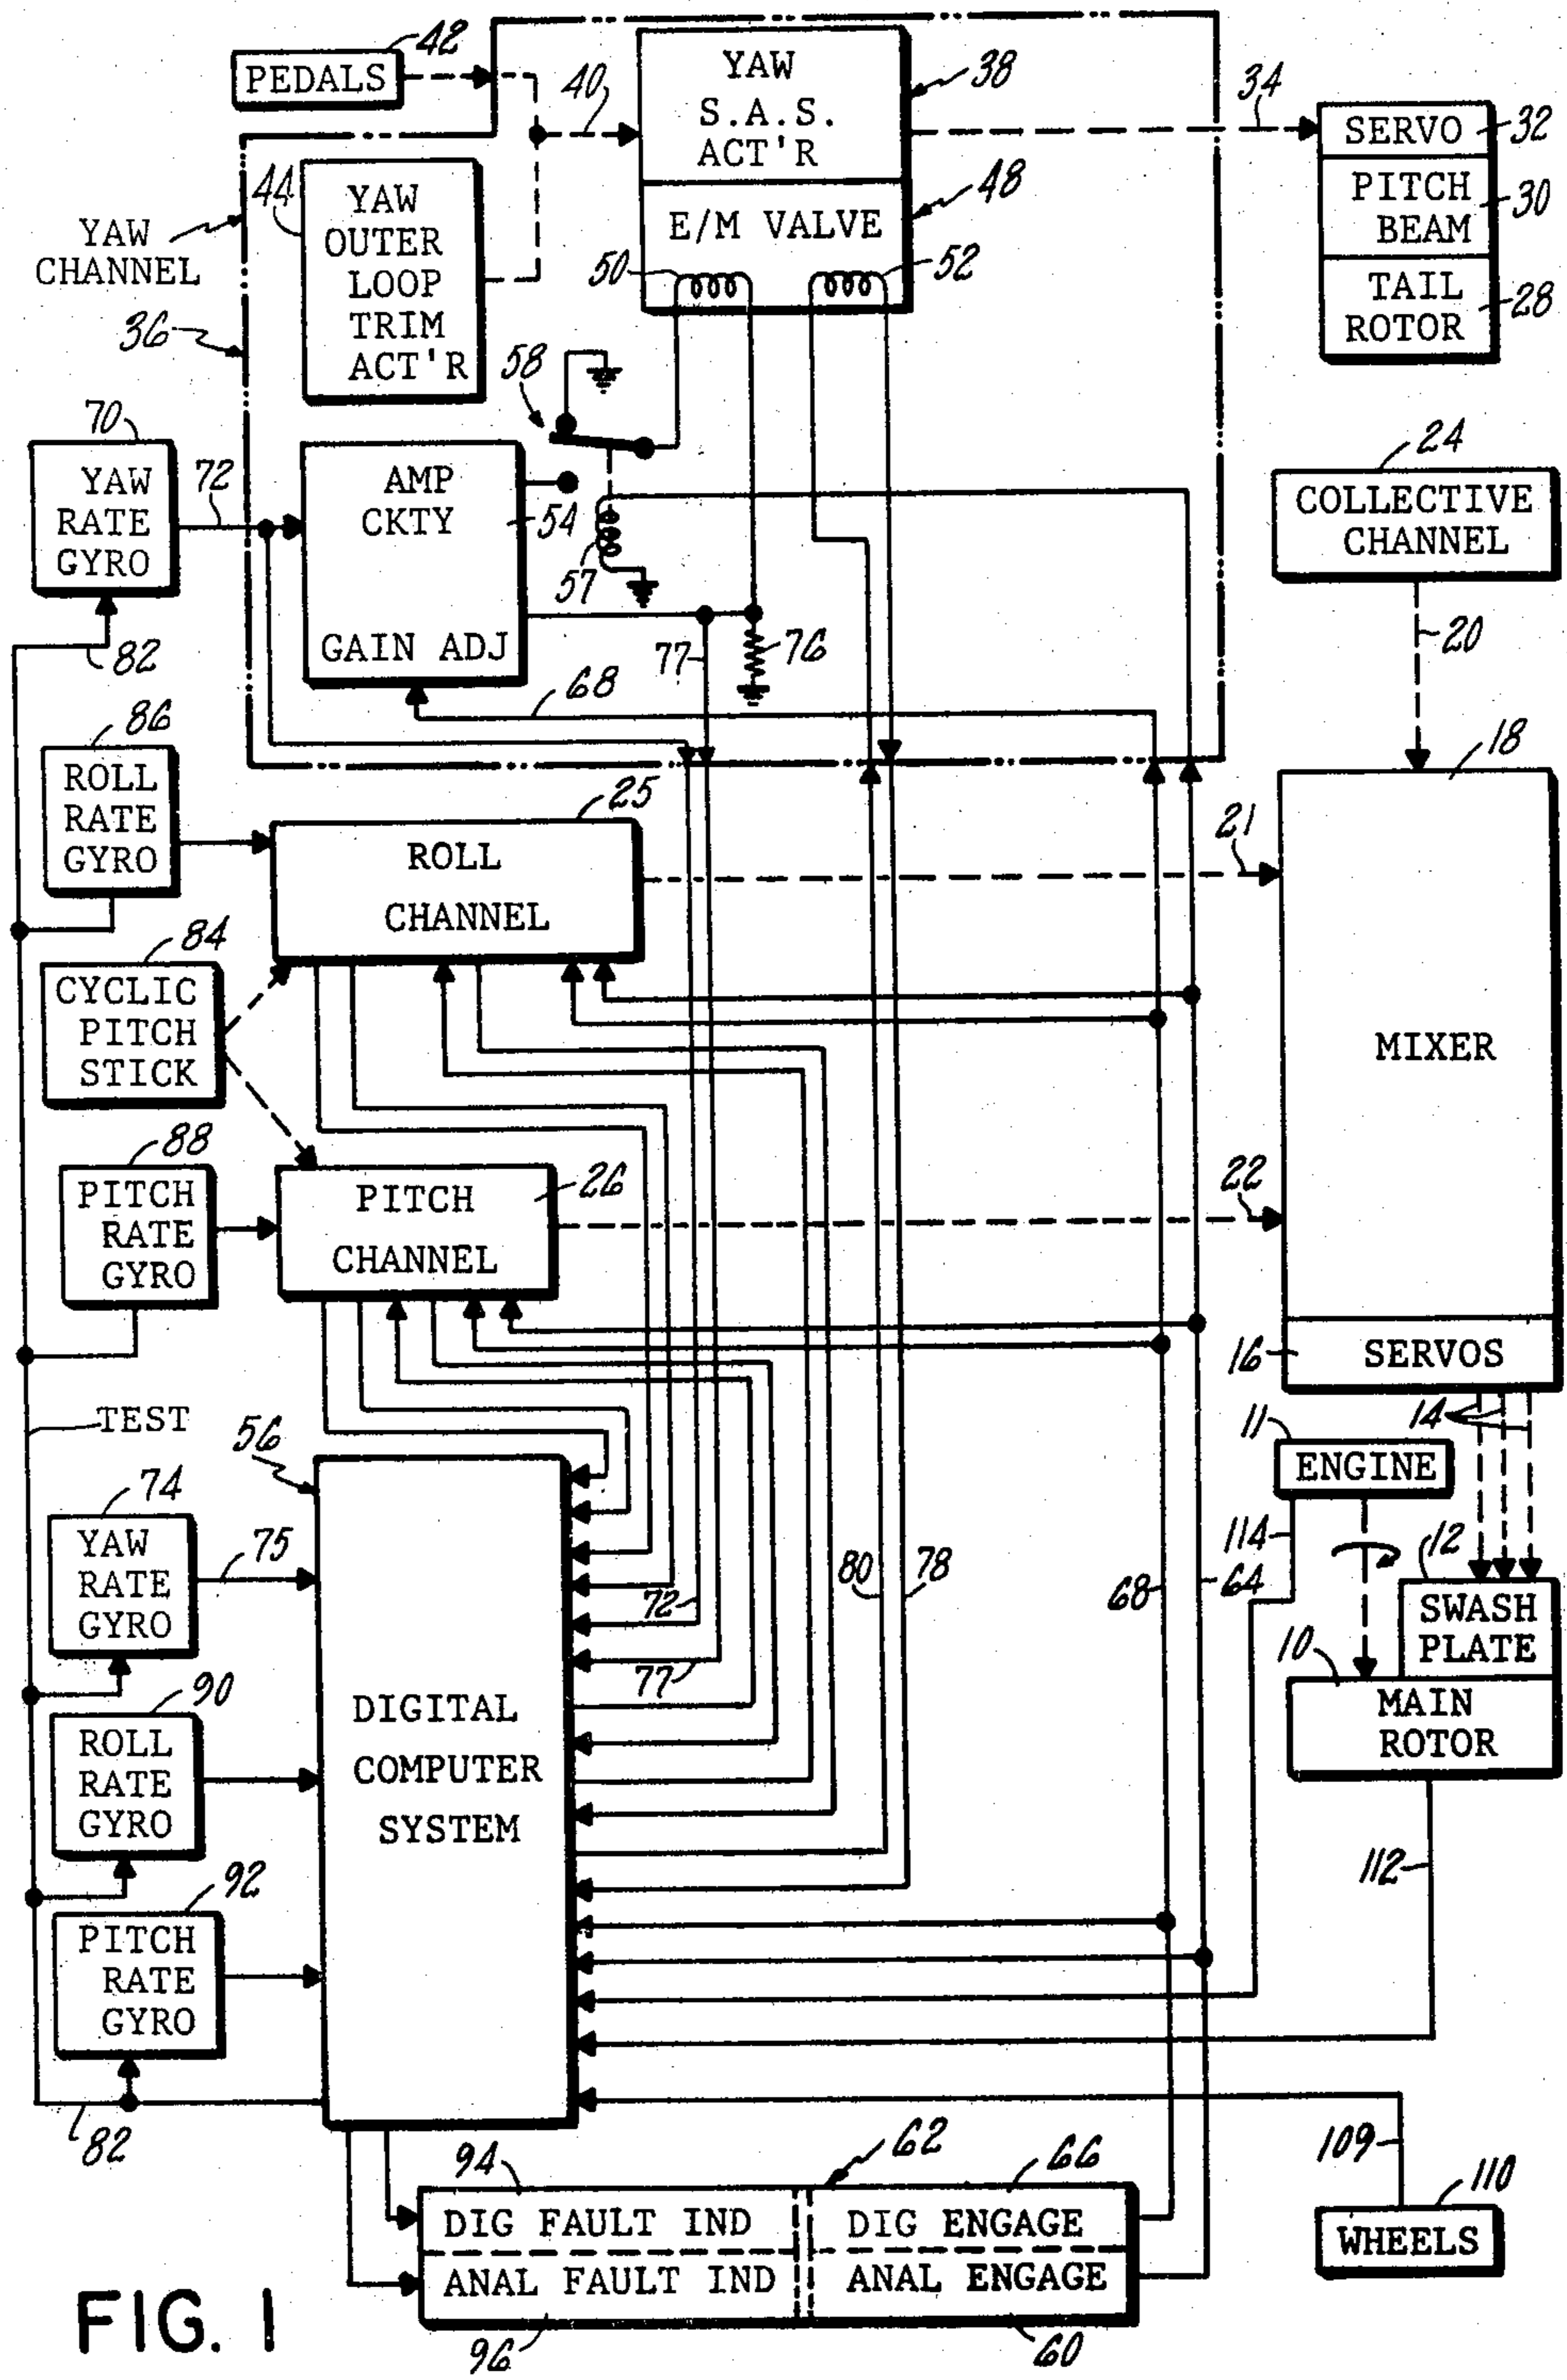 42
PEDALS
40
YAW
S.A.S.
ACT'R
38
34
SERVO
32
PITCH
BEAM
30
TAIL
ROTOR
28
44
YAW
OUTER
LOOP
TRIM
ACT'R
E/M VALVE
48
50
52
YAW
CHANNEL
36
58
70
YAW
RATE
GYRO
72
AMP
CKTY
54
GAIN ADJ
57
77
76
68
82
24
COLLECTIVE
CHANNEL
20
86
ROLL
RATE
GYRO
25
ROLL
CHANNEL
21
18
MIXER
84
CYCLIC
PITCH
STICK
88
PITCH
RATE
GYRO
PITCH
CHANNEL
26
22
16
SERVOS
14
TEST
56
11
ENGINE
114
12
SWASH
PLATE
10
MAIN
ROTOR
112
74
YAW
RATE
GYRO
75
72
77
80
78
68
64
90
ROLL
RATE
GYRO
DIGITAL
COMPUTER
SYSTEM
92
PITCH
RATE
GYRO
82
94
62
66
DIG FAULT IND
DIG ENGAGE
ANAL FAULT IND
ANAL ENGAGE
96
60
109
110
WHEELS
FIG. 1